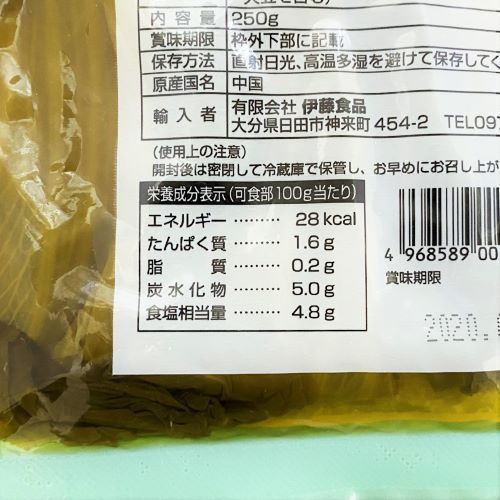 内容量 250g
賞味期限 枠外下部に記載
保存方法 直射日光、高温多湿を避けて保存してく
原産国名 中国
輸入者 有限会社 伊藤食品
大分県日田市神来町 454-2 TEL097
(使用上の注意)
開封後は密閉して冷蔵庫で保管し、お早めにお召し上が
栄養成分表示(可食部100g当たり)
エネルギー ……… 28kcal
たんぱく質 ……… 1.6g
脂質 ……… 0.2g
炭水化物 ……… 5.0g
食塩相当量 ……… 4.8g
4 968589 00
賞味期限
2020.